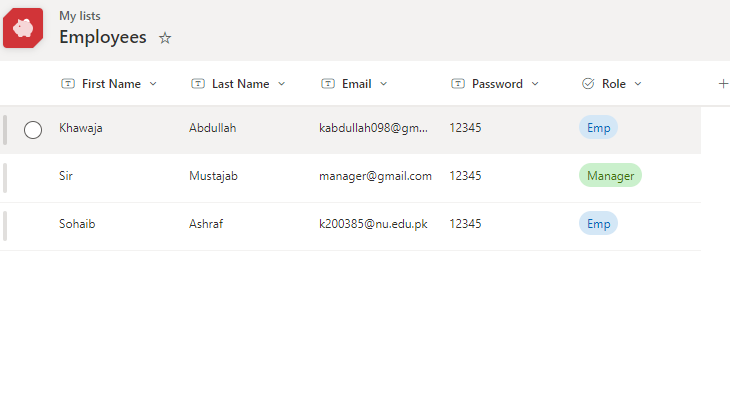 My lists
Employees
First Name Last Name Email Password Role
Khawaja Abdullah kabdullah098@gm... 12345 Emp
Sir Mustajab manager@gmail.com 12345 Manager
Sohaib Ashraf k200385@nu.edu.pk 12345 Emp